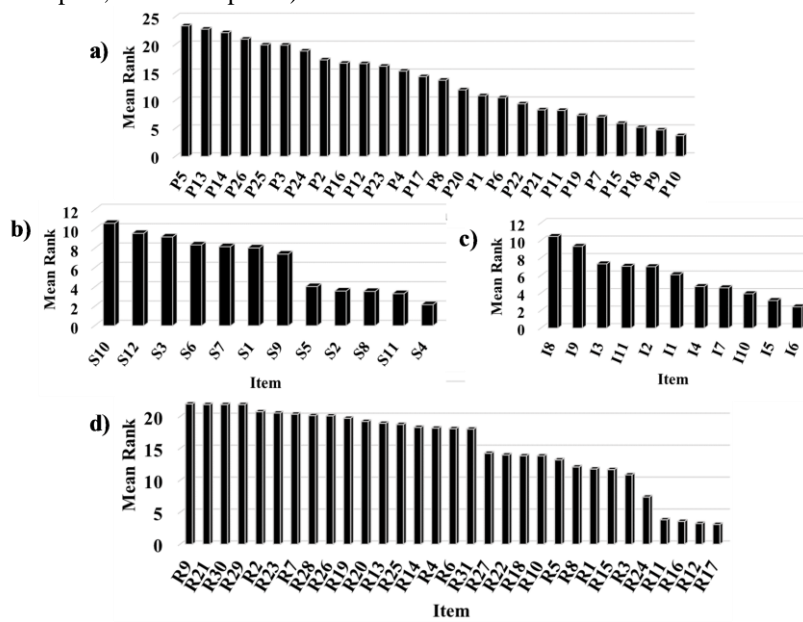 a)
Mean Rank
25
20
15
10
5
0
P5 P13 P14 P26 P25 P3 P24 P2 P16 P12 P23 P4 P17 P8 P20 P1 P6 P22 P21 P11 P19 P7 P15 P18 P9 P10
b)
Mean Rank
12
10
8
6
4
2
0
S10 S12 S3 S6 S7 S1 S9 S5 S2 S8 S11 S4
Item
c)
Mean Rank
12
10
8
6
4
2
0
I8 I9 I3 I11 I2 I1 I4 I7 I10 I5 I6
Item
d)
Mean Rank
20
15
10
5
0
R9 R21 R30 R29 R2 R23 R7 R28 R26 R19 R20 R13 R25 R14 R4 R6 R31 R27 R22 R18 R10 R5 R8 R1 R15 R3 R24 R11 R16 R12 R17
Item